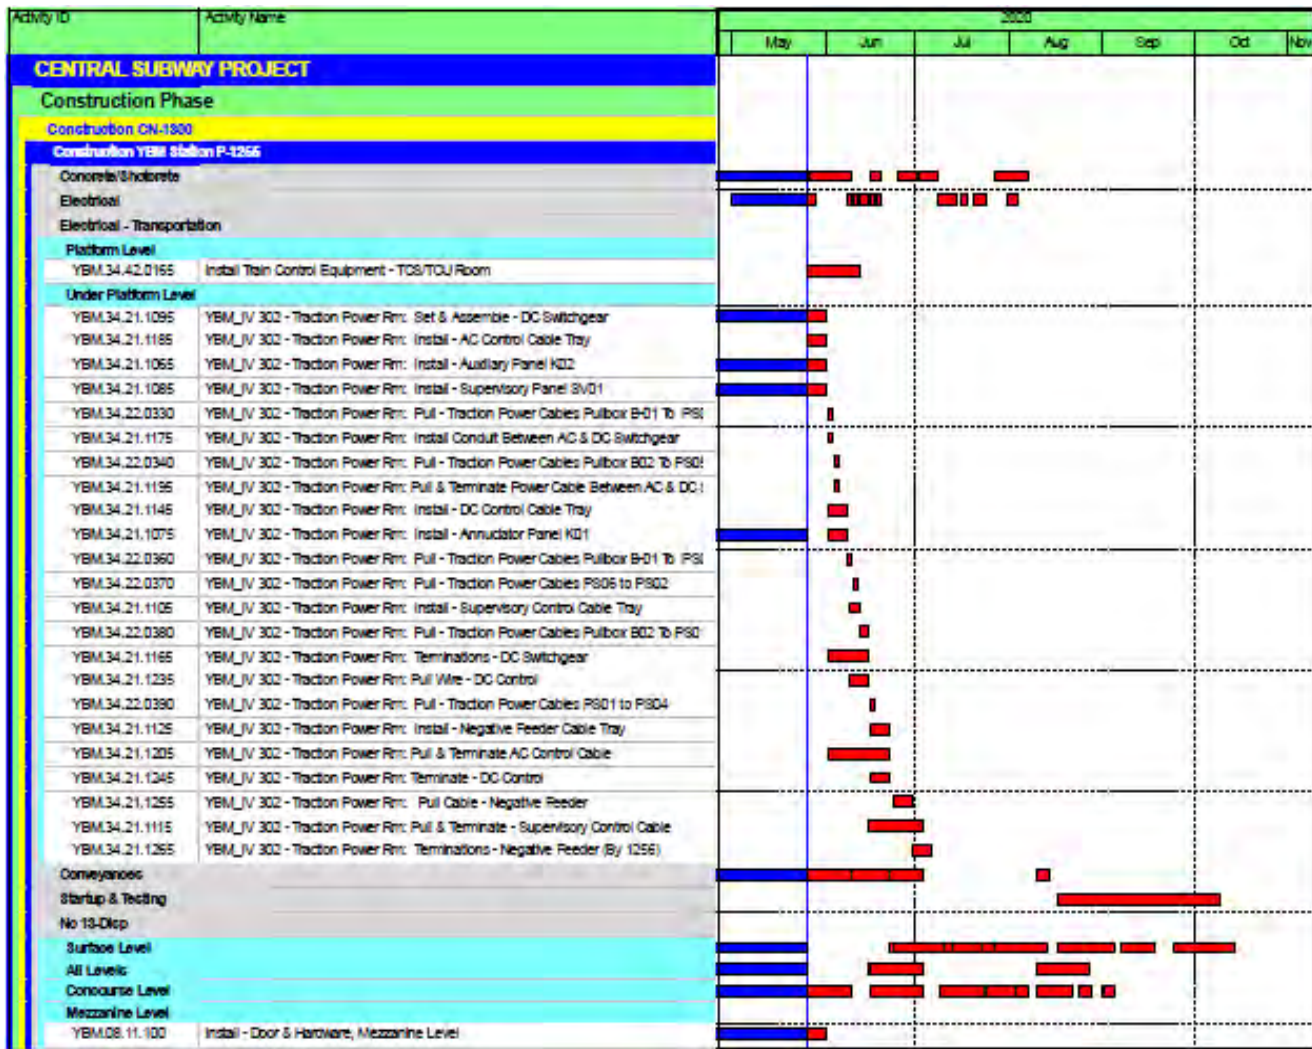 Activity ID Activity Name 2020
May Jun Jul Aug Sep Oct Nov
CENTRAL SUBWAY PROJECT
Construction Phase
Construction CN-1300
Construction YBM Station P-1255
Concrete/Shotcrete
Electrical
Electrical - Transportation
Platform Level
YBM.34.42.0155 Install Train Control Equipment - TCS/TCU Room
Under Platform Level
YBM.34.21.1095 YBM_IV 302 - Traction Power Rm: Set & Assemble - DC Switchgear
YBM.34.21.1185 YBM_IV 302 - Traction Power Rm: Install - AC Control Cable Tray
YBM.34.21.1065 YBM_IV 302 - Traction Power Rm: Install - Auxiliary Panel K02
YBM.34.21.1085 YBM_IV 302 - Traction Power Rm: Install - Supervisory Panel SV01
YBM.34.22.0330 YBM_IV 302 - Traction Power Rm: Pull - Traction Power Cables Pullbox B-01 To
YBM.34.21.1175 YBM_IV 302 - Traction Power Rm: Install Conduit Between AC & DC Switchgear
YBM.34.22.0340 YBM_IV 302 - Traction Power Rm: Pull - Traction Power Cables Pullbox B02 To
YBM.34.21.1195 YBM_IV 302 - Traction Power Rm: Pull & Terminate Power Cable Between AC & DC
YBM.34.21.1145 YBM_IV 302 - Traction Power Rm: Install - DC Control Cable Tray
YBM.34.21.1075 YBM_IV 302 - Traction Power Rm: Install - Annuciator Panel K01
YBM.34.22.0360 YBM_IV 302 - Traction Power Rm: Pull - Traction Power Cables Pullbox B-01 To
YBM.34.22.0370 YBM_IV 302 - Traction Power Rm: Pull - Traction Power Cables PS06 to PS02
YBM.34.21.1105 YBM_IV 302 - Traction Power Rm: Install - Supervisory Control Cable Tray
YBM.34.22.0380 YBM_IV 302 - Traction Power Rm: Pull - Traction Power Cables Pullbox B02 To
YBM.34.21.1165 YBM_IV 302 - Traction Power Rm: Terminations - DC Switchgear
YBM.34.21.1235 YBM_IV 302 - Traction Power Rm: Pull Wire - DC Control
YBM.34.22.0390 YBM_IV 302 - Traction Power Rm: Pull - Traction Power Cables PS01 to PS04
YBM.34.21.1125 YBM_IV 302 - Traction Power Rm: Install - Negative Feeder Cable Tray
YBM.34.21.1205 YBM_IV 302 - Traction Power Rm: Pull & Terminate AC Control Cable
YBM.34.21.1245 YBM_IV 302 - Traction Power Rm: Terminate - DC Control
YBM.34.21.1255 YBM_IV 302 - Traction Power Rm: Pull Cable - Negative Feeder
YBM.34.21.1115 YBM_IV 302 - Traction Power Rm: Pull & Terminate - Supervisory Control Cable
YBM.34.21.1265 YBM_IV 302 - Traction Power Rm: Terminations - Negative Feeder (By 1256)
Conveyances
Startup & Testing
No 13-Disp
Surface Level
All Levels
Concourse Level
Mezzanine Level
YBM.08.11.100 Install - Door & Hardware, Mezzanine Level